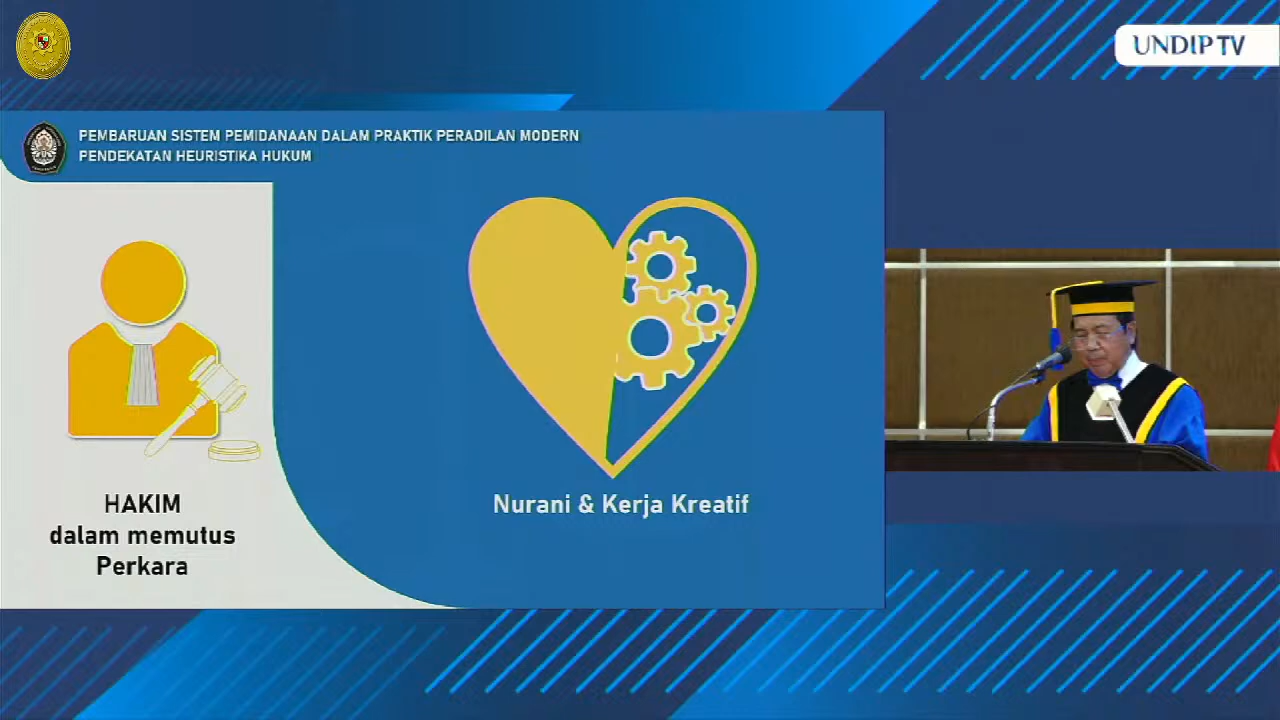 UNDIP TV
PEMBARUAN SISTEM PEMIDANAAN DALAM PRAKTIK PERADILAN MODERN
PENDEKATAN HEURISTIKA HUKUM
HAKIM
dalam memutus
Perkara
Nurani & Kerja Kreatif